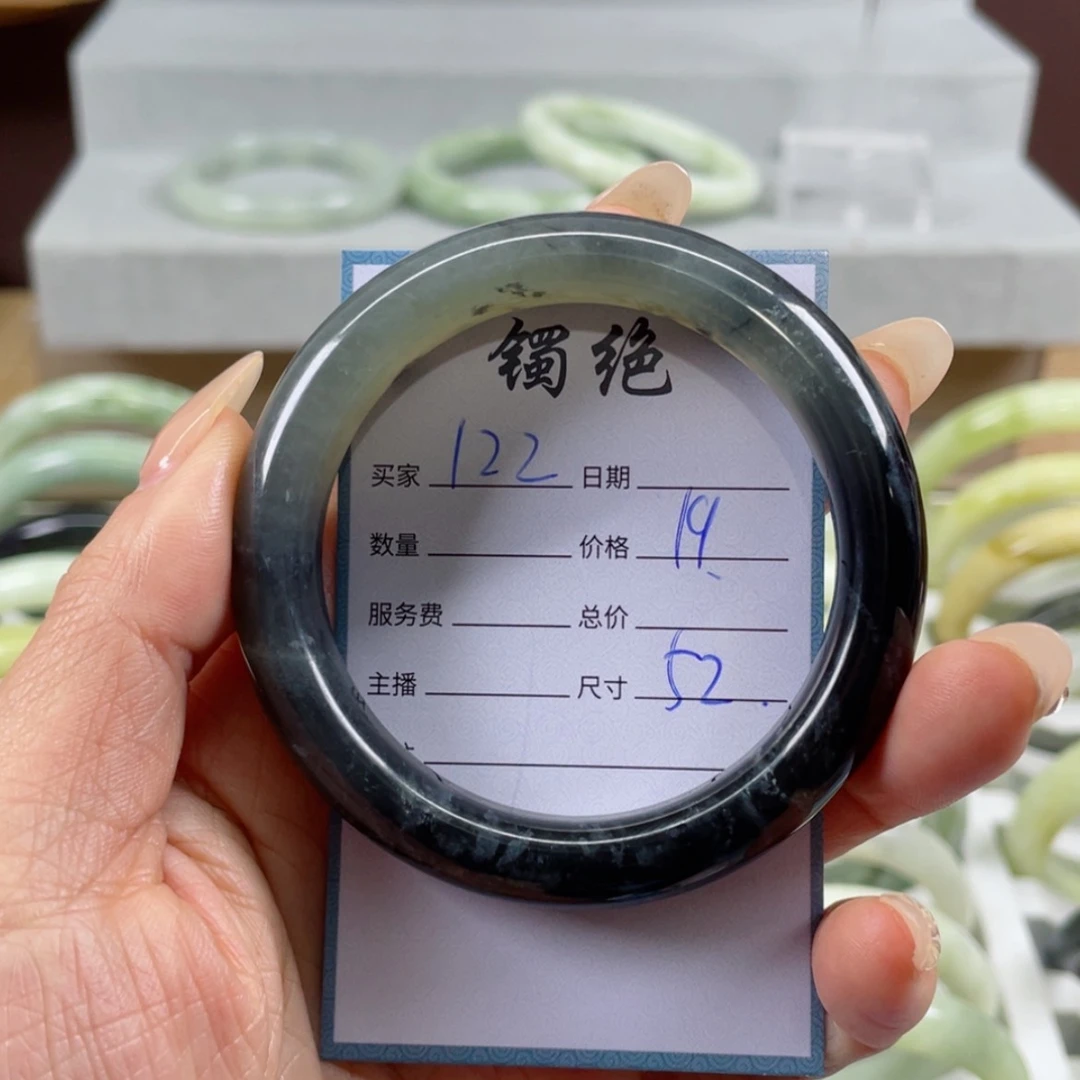 镯绝
买家 122 日期
数量 价格 19
服务费 总价
主播 尺寸 52